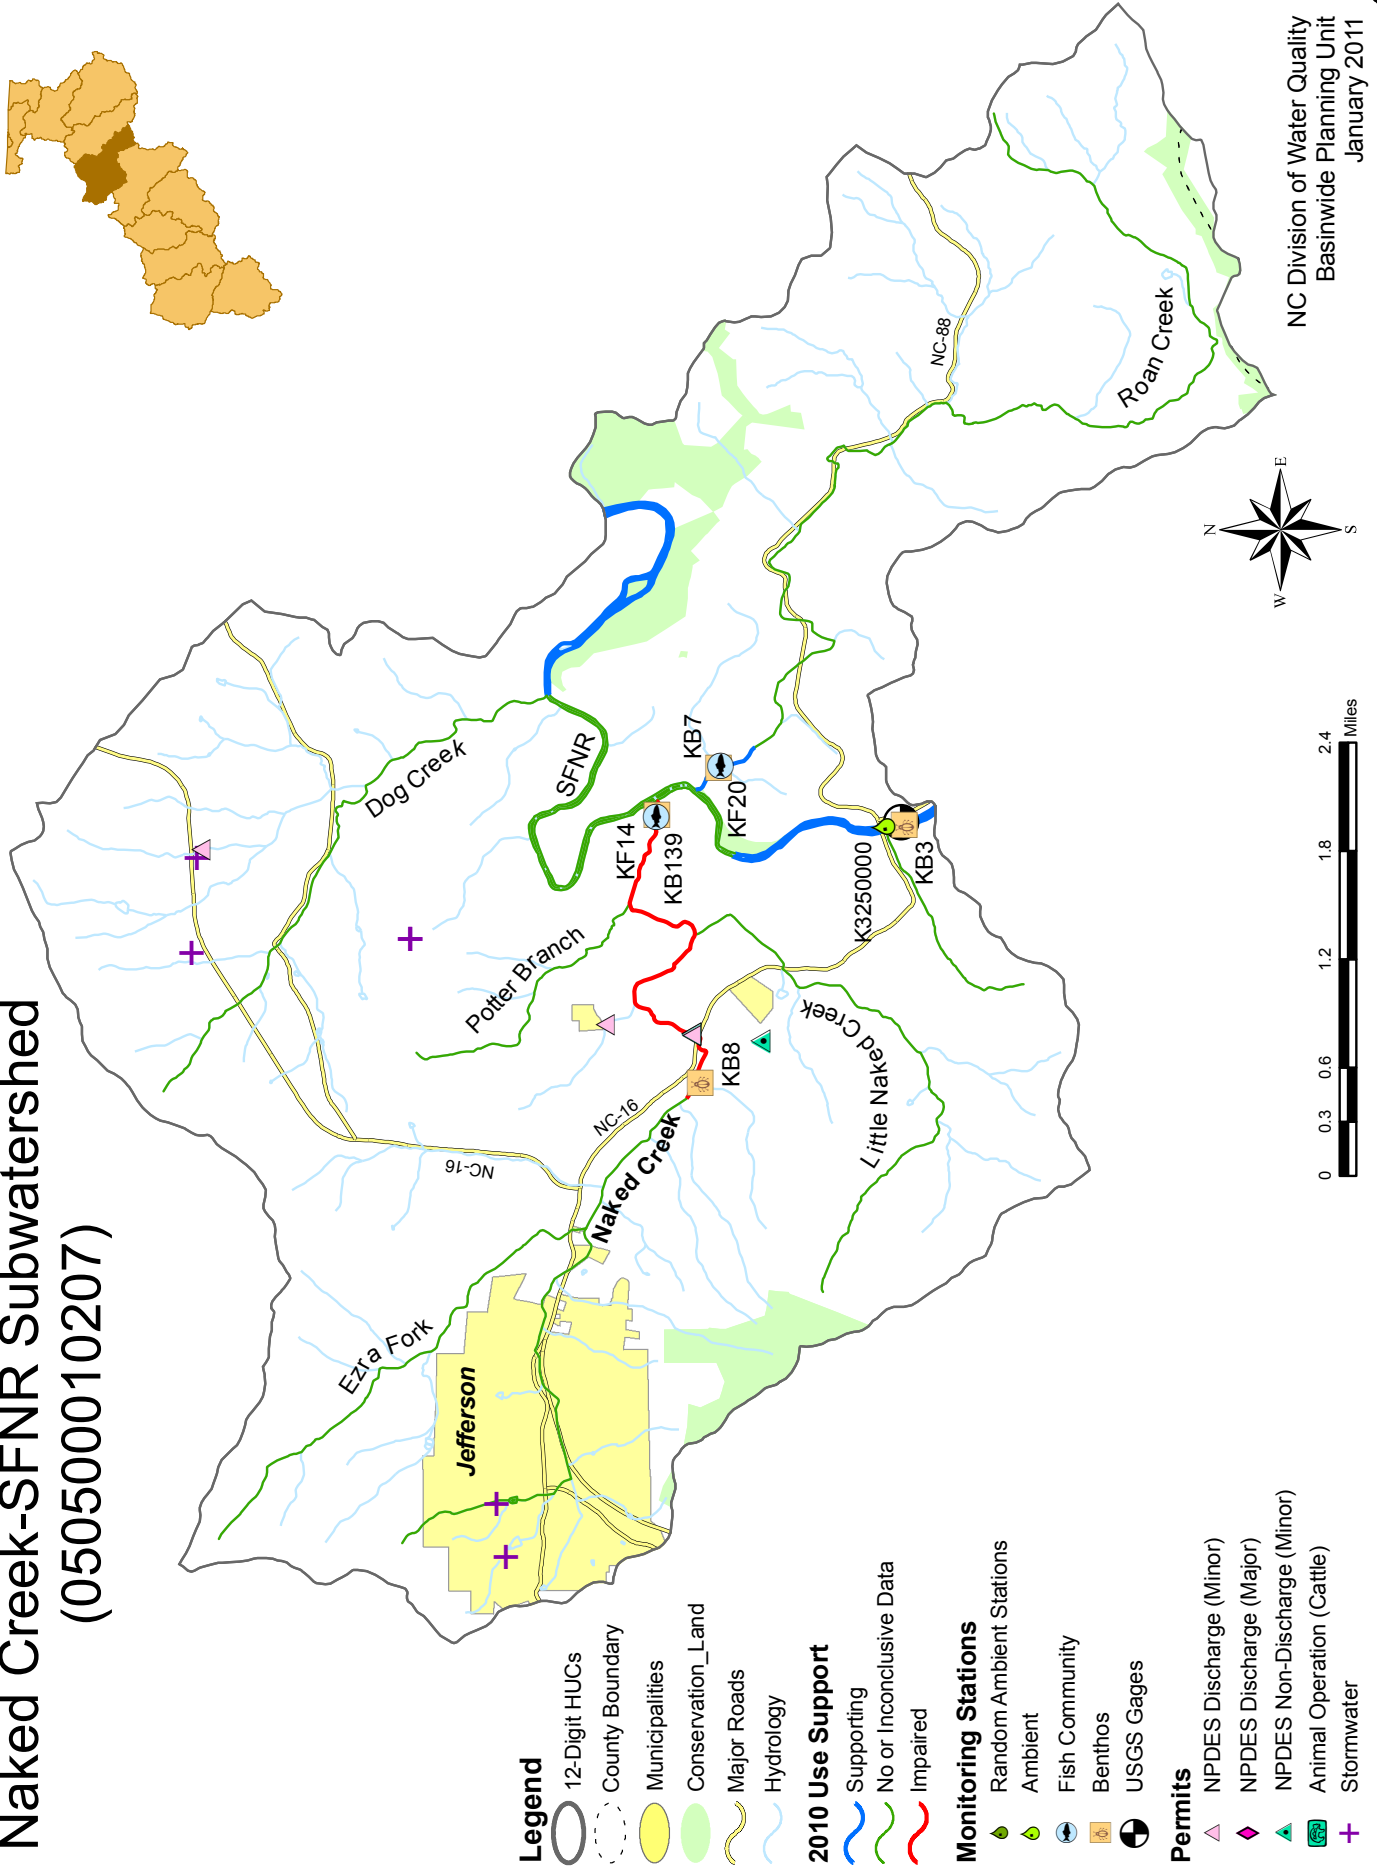 Naked Creek-SFNR Subwatershed
(050500010207)
Ezra Fork
Jefferson
NC-16
NC-16
Naked Creek
Dog Creek
Potter Branch
SFNR
KF14
KB139
KB7
KF20
KB8
K3250000
KB3
Little Naked Creek
NC-88
Roan Creek
Legend
12-Digit HUCs
County Boundary
Municipalities
Conservation_Land
Major Roads
Hydrology
2010 Use Support
Supporting
No or Inconclusive Data
Impaired
Monitoring Stations
Random Ambient Stations
Ambient
Fish Community
Benthos
USGS Gages
Permits
NPDES Discharge (Minor)
NPDES Discharge (Major)
NPDES Non-Discharge (Minor)
Animal Operation (Cattle)
Stormwater
0 0.3 0.6 1.2 1.8 2.4
Miles
N
W
E
S
NC Division of Water Quality
Basinwide Planning Unit
January 2011